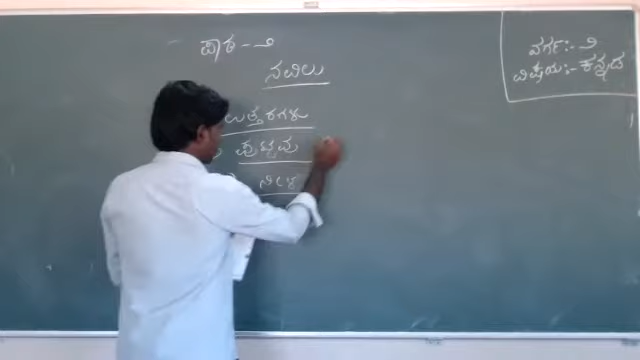 ಪಾಠ - ೨
ನವಿಲು
ಉತ್ತರಗಳು
ನೀಳ
ವರ್ಗ:- ೨
ವಿಷಯ:- ಕನ್ನಡ